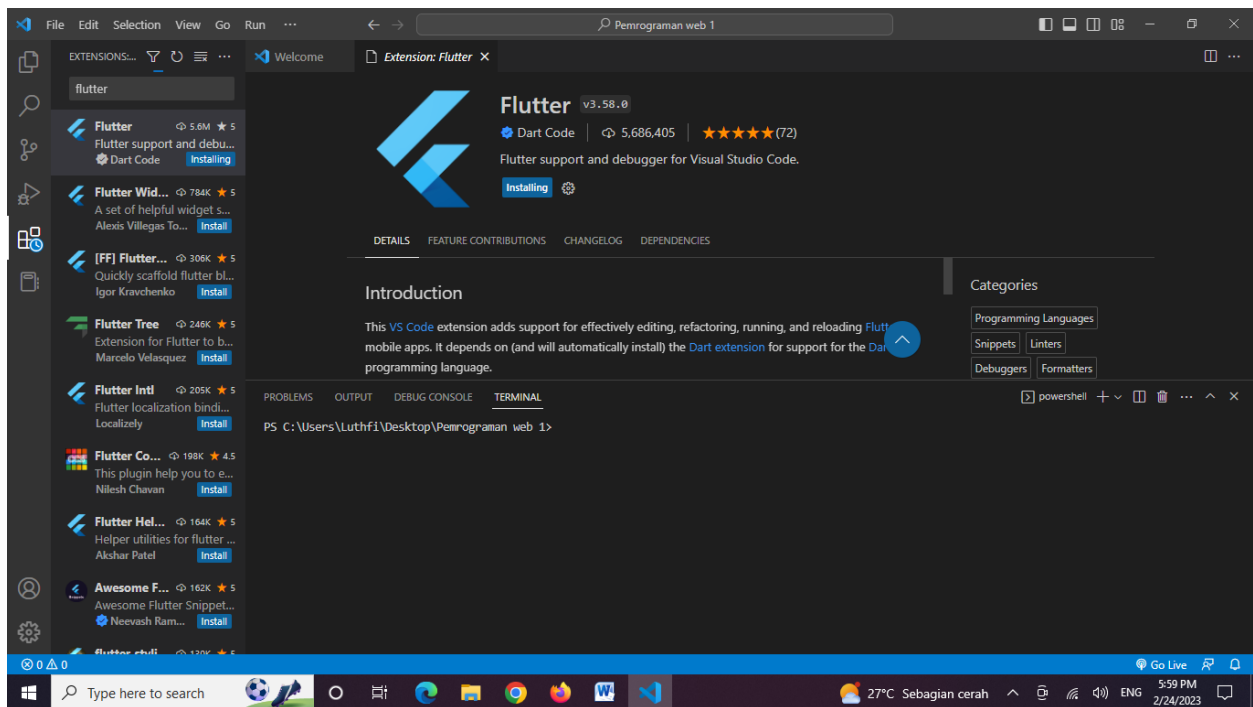 File Edit Selection View Go Run ··· Pemrograman web 1
EXTENSIONS:... Welcome Extension: Flutter
flutter
Flutter 5.6M ★ 5
Flutter support and debu...
Dart Code Installing
Flutter Wid... 784K ★ 5
A set of helpful widget s...
Alexis Villegas To... Install
[FF] Flutter... 306K ★ 5
Quickly scaffold flutter bl...
Igor Kravchenko Install
Flutter Tree 246K ★ 5
Extension for Flutter to b...
Marcelo Velasquez Install
Flutter Intl 205K ★ 5
Flutter localization bindi...
Localizely Install
Flutter Co... 198K ★ 4.5
This plugin help you to e...
Nilesh Chavan Install
Flutter Hel... 164K ★ 5
Helper utilities for flutter ...
Akshar Patel Install
Awesome F... 162K ★ 5
Awesome Flutter Snippet...
Neevash Ram... Install
Flutter v3.58.0
Dart Code 5,686,405 ★★★★★(72)
Flutter support and debugger for Visual Studio Code.
Installing
DETAILS FEATURE CONTRIBUTIONS CHANGELOG DEPENDENCIES
Introduction
This VS Code extension adds support for effectively editing, refactoring, running, and reloading Flutt
mobile apps. It depends on (and will automatically install) the Dart extension for support for the Da
programming language.
Categories
Programming Languages
Snippets Linters
Debuggers Formatters
PROBLEMS OUTPUT DEBUG CONSOLE TERMINAL powershell
PS C:\Users\Luthfi\Desktop\Pemrograman web 1>
0 0 Go Live
Type here to search 27°C Sebagian cerah ENG 5:59 PM
2/24/2023